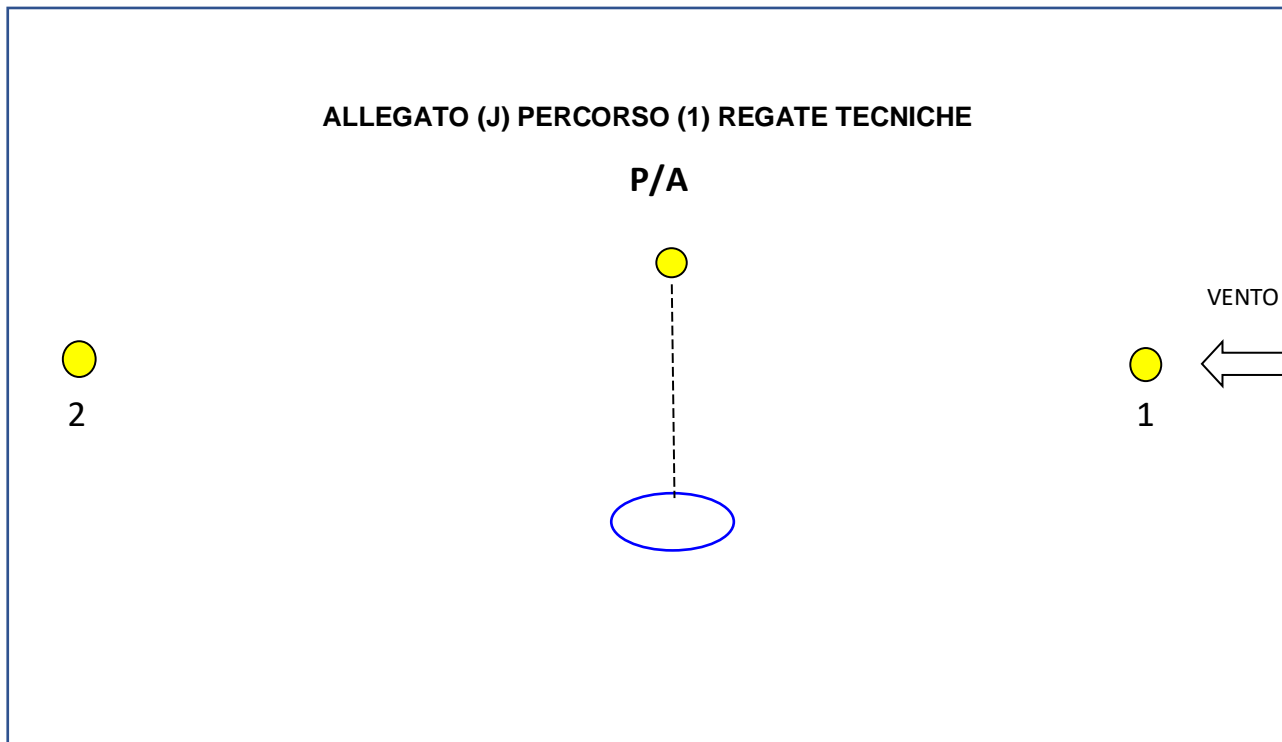 ALLEGATO (J) PERCORSO (1) REGATE TECNICHE
P/A
VENTO
2
1